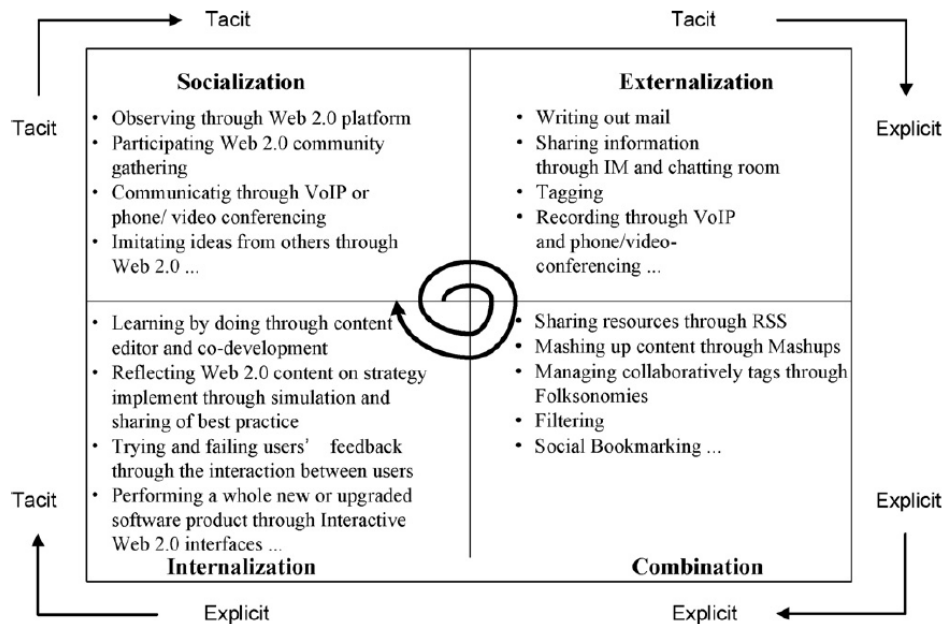 Tacit
Tacit
Tacit
Explicit
Socialization
• Observing through Web 2.0 platform
• Participating Web 2.0 community
gathering
• Communicatig through VoIP or
phone/ video conferencing
• Imitating ideas from others through
Web 2.0 ...
Externalization
• Writing out mail
• Sharing information
through IM and chatting room
• Tagging
• Recording through VoIP
and phone/video-
conferencing ...
• Learning by doing through content
editor and co-development
• Reflecting Web 2.0 content on strategy
implement through simulation and
sharing of best practice
• Trying and failing users' feedback
through the interaction between users
• Performing a whole new or upgraded
software product through Interactive
Web 2.0 interfaces ...
Internalization
• Sharing resources through RSS
• Mashing up content through Mashups
• Managing collaboratively tags through
Folksonomies
• Filtering
• Social Bookmarking ...
Combination
Tacit
Explicit
Explicit
Explicit